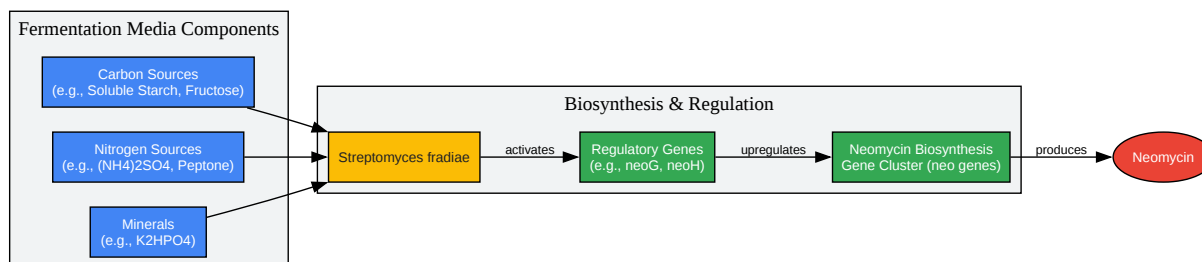 Fermentation Media Components
Carbon Sources
(e.g., Soluble Starch, Fructose)
Nitrogen Sources
(e.g., (NH4)2SO4, Peptone)
Minerals
(e.g., K2HPO4)
Biosynthesis & Regulation
Streptomyces fradiae
activates
Regulatory Genes
(e.g., neoG, neoH)
upregulates
Neomycin Biosynthesis
Gene Cluster (neo genes)
produces
Neomycin